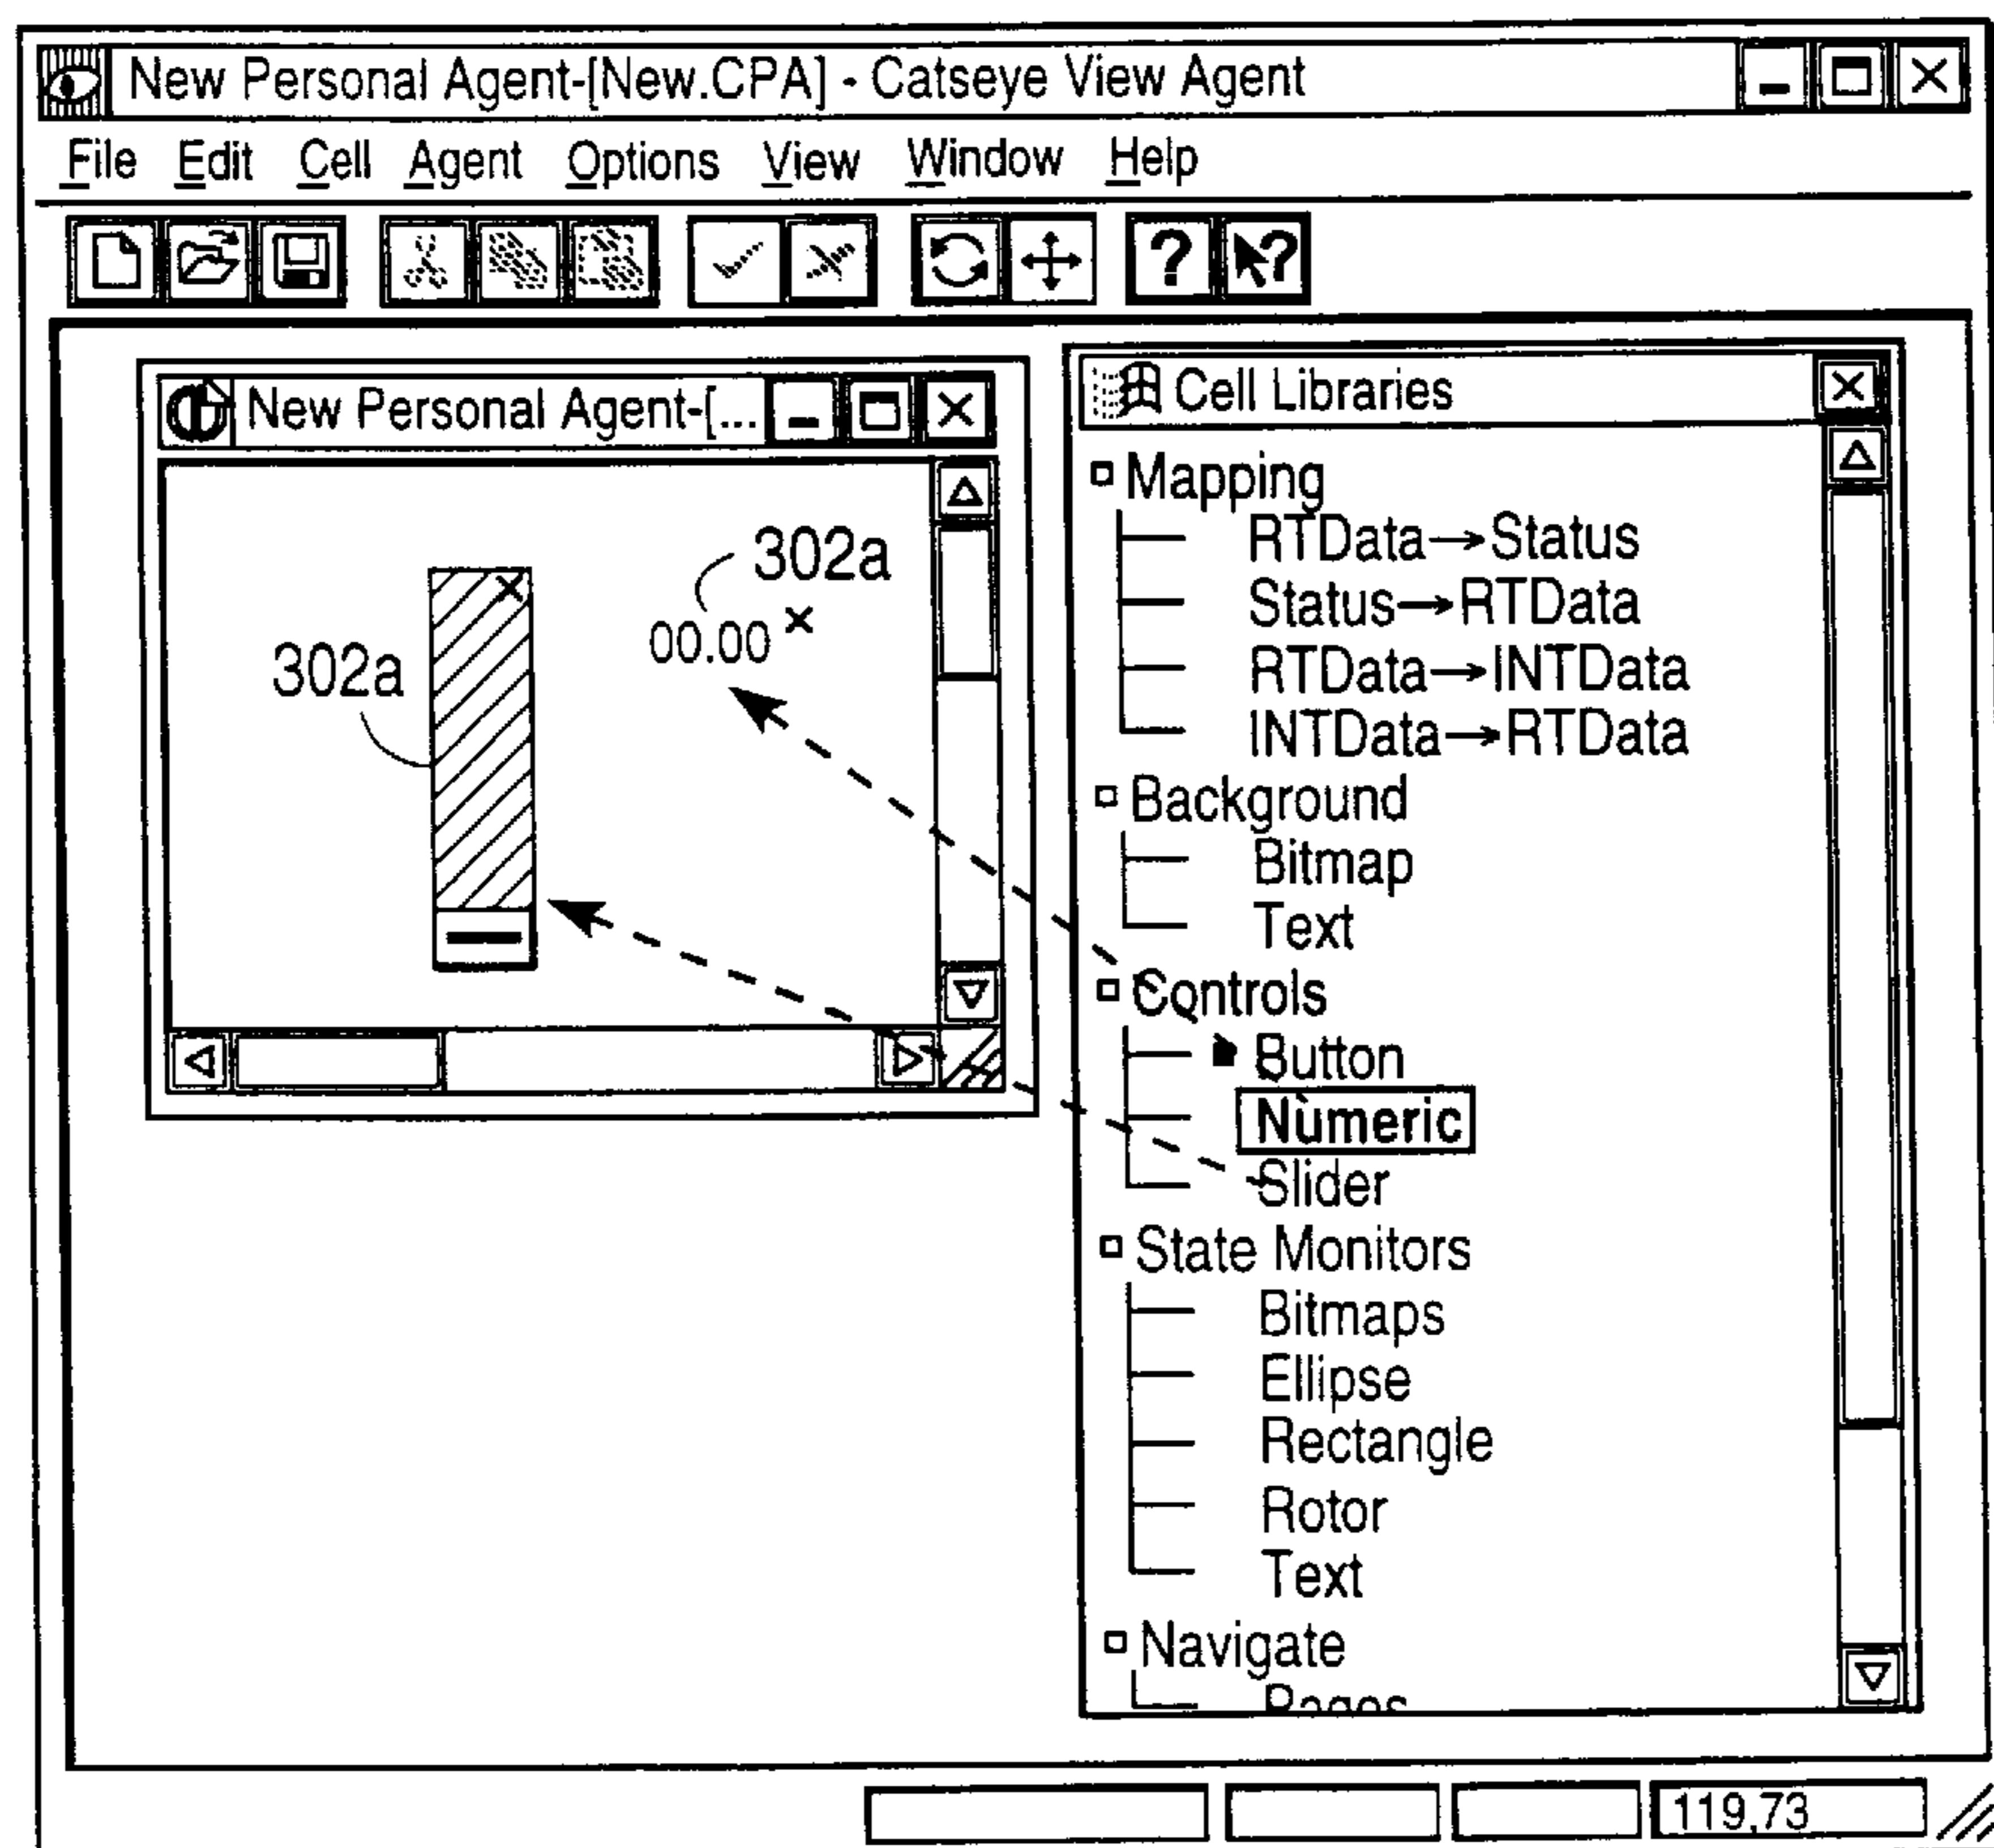 New Personal Agent-[New.CPA] - Catseye View Agent
File Edit Cell Agent Options View Window Help
? ?
New Personal Agent-[...
302a
00.00
302a
Cell Libraries
Mapping
RTData→Status
Status→RTData
RTData→INTData
INTData→RTData
Background
Bitmap
Text
Controls
Button
Numeric
Slider
State Monitors
Bitmaps
Ellipse
Rectangle
Rotor
Text
Navigate
Pages
119,73